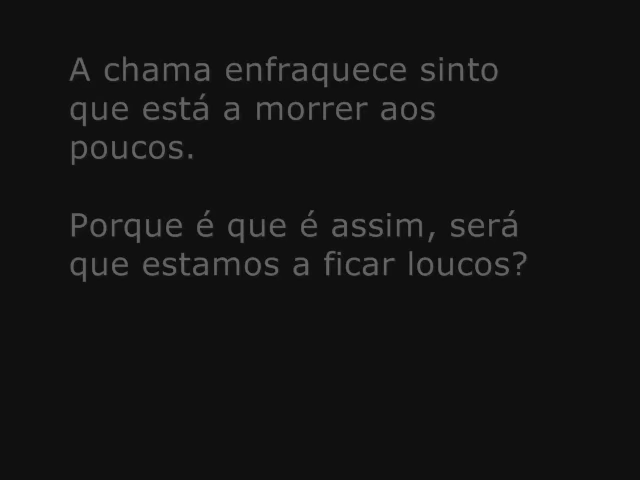 A chama enfraquece sinto
que está a morrer aos
poucos.
Porque é que é assim, será
que estamos a ficar loucos?